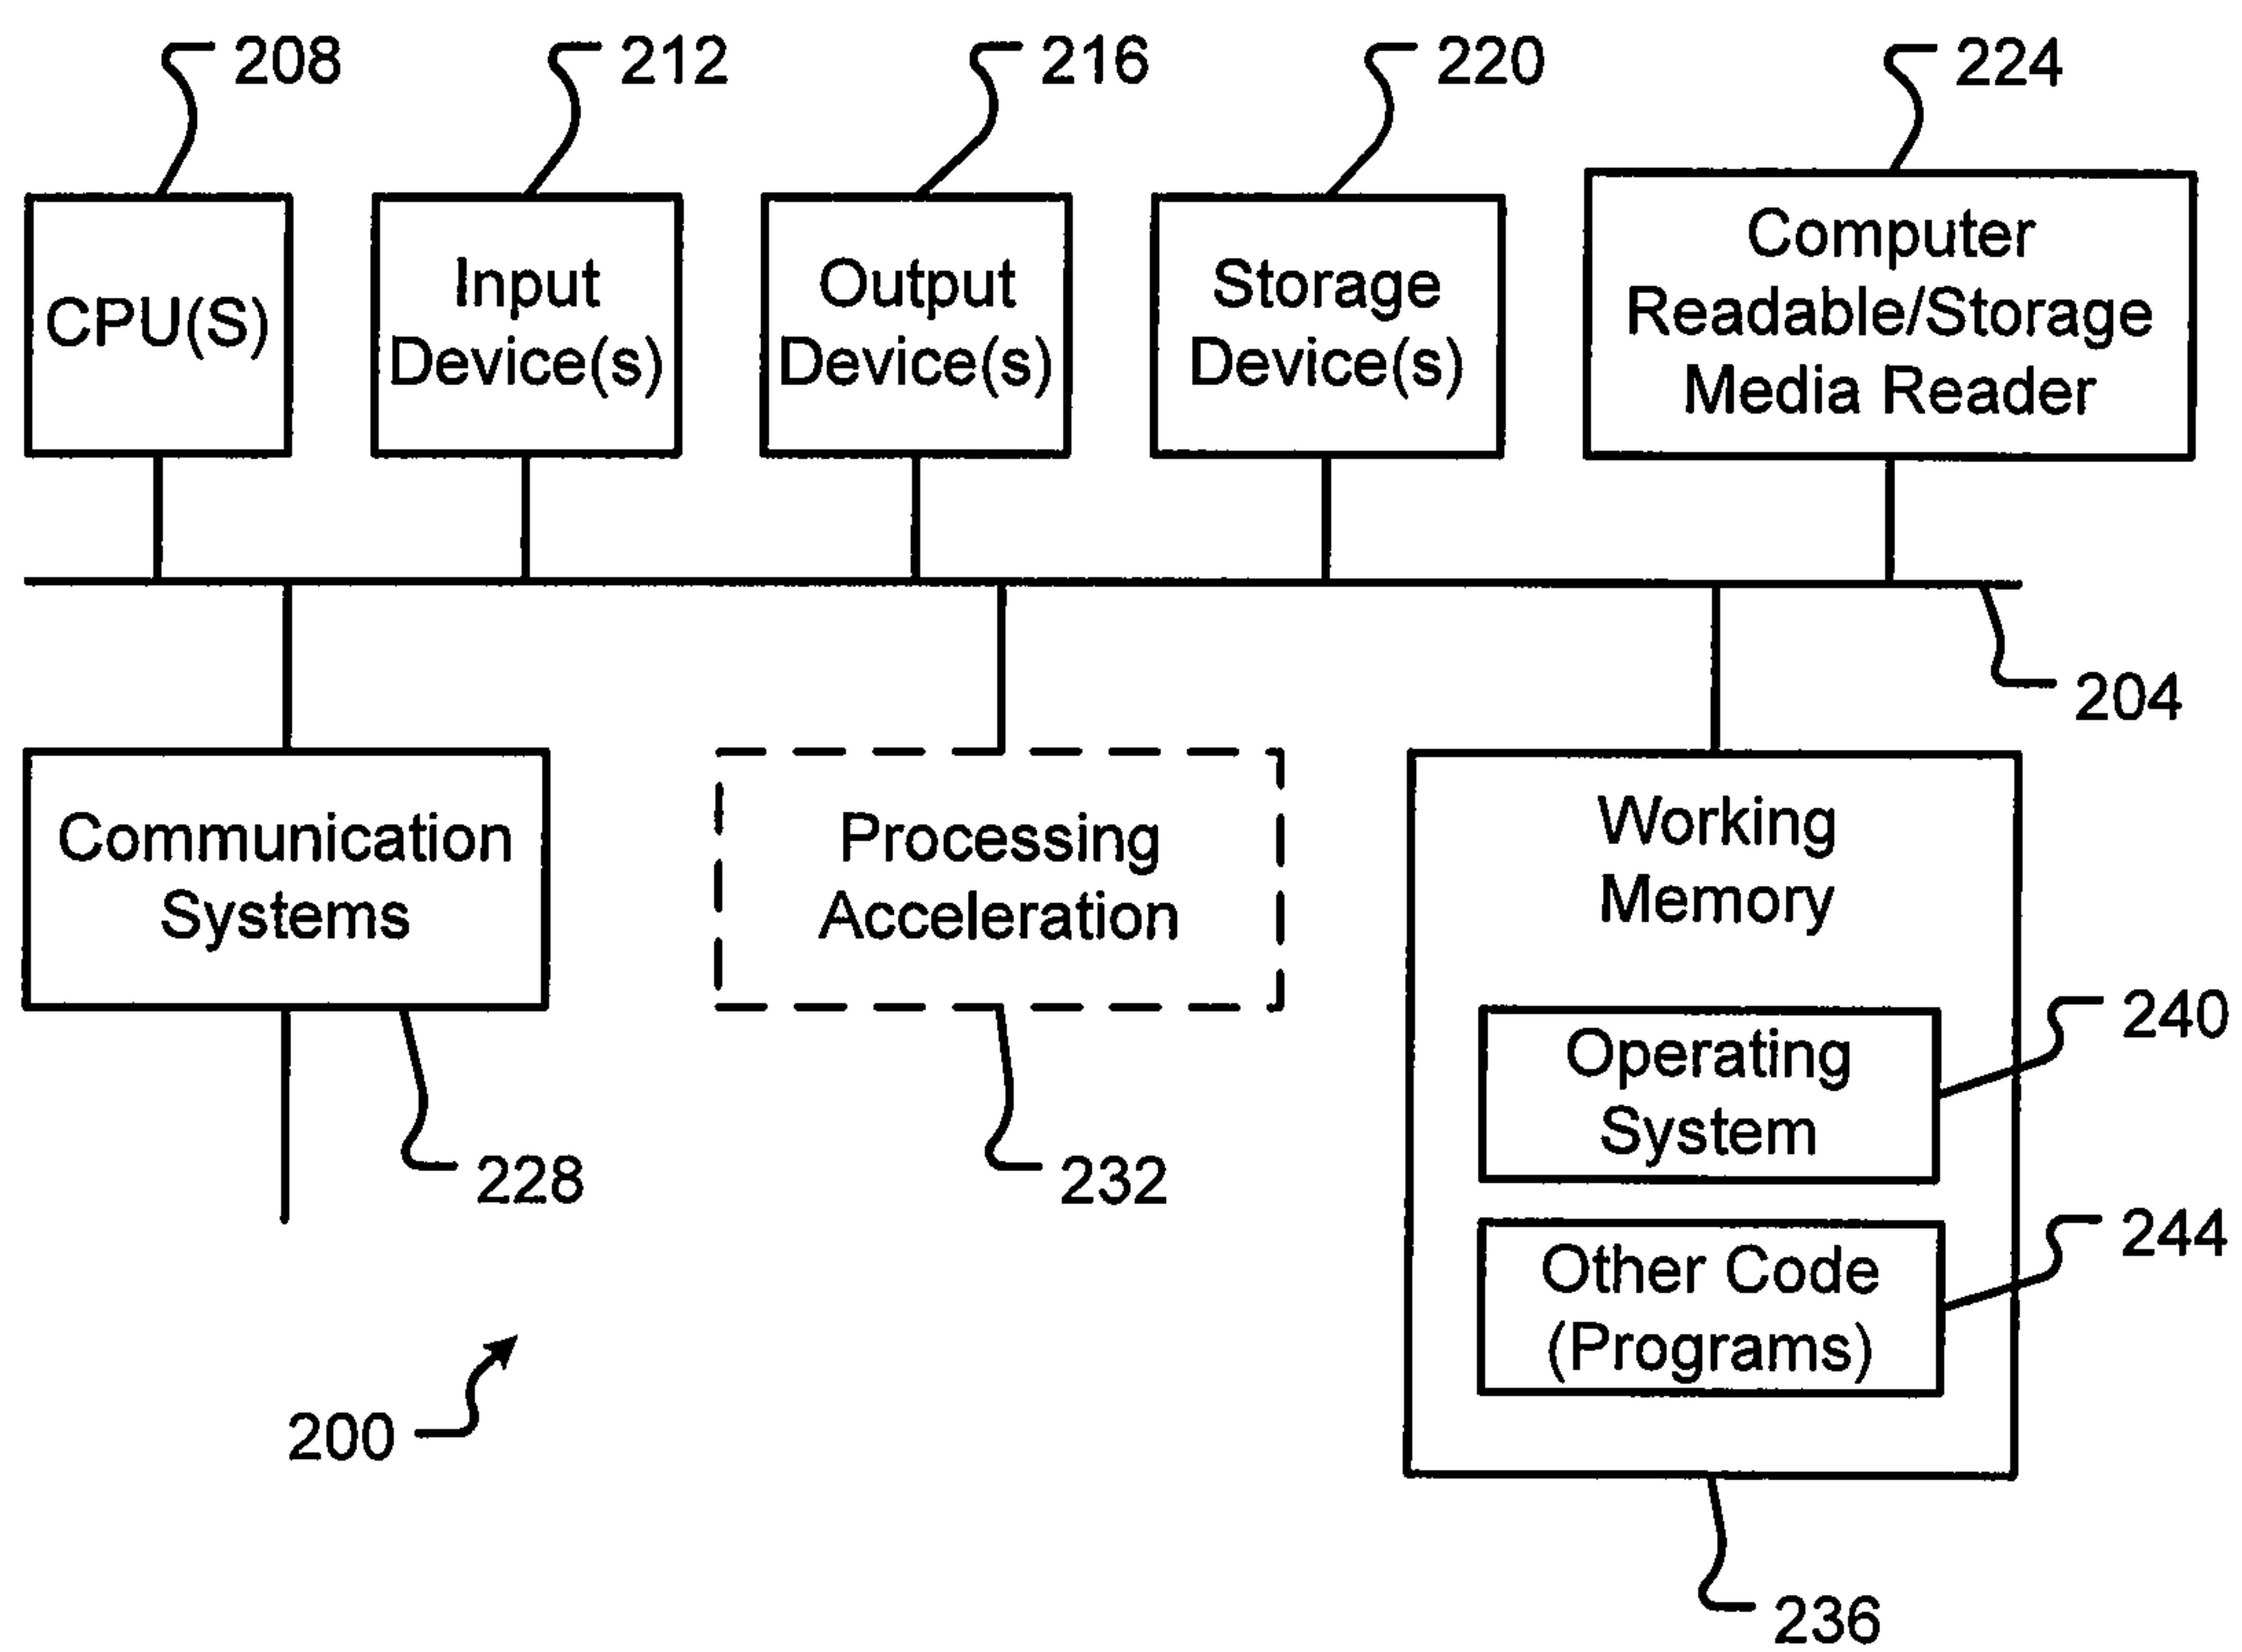 208
212
216
220
224
CPU(S)
Input
Device(s)
Output
Device(s)
Storage
Device(s)
Computer
Readable/Storage
Media Reader
204
Communication
Systems
Processing
Acceleration
Working
Memory
Operating
System
240
Other Code
(Programs)
244
228
232
200
236